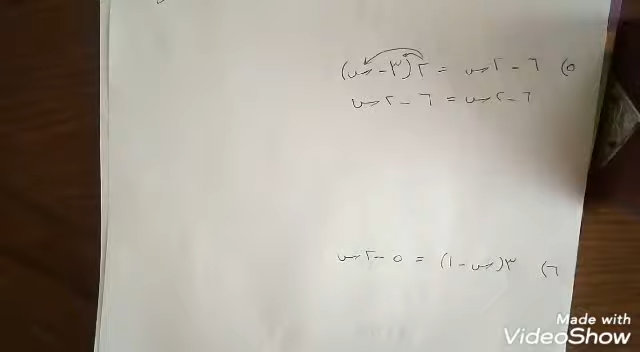 ٥) ٦ - ٢س = ٢(٣ - س)
٦ - ٢س = ٦ - ٢س
٦) ٣(س - ١) = ٥ - ٢س
Made with
VideoShow